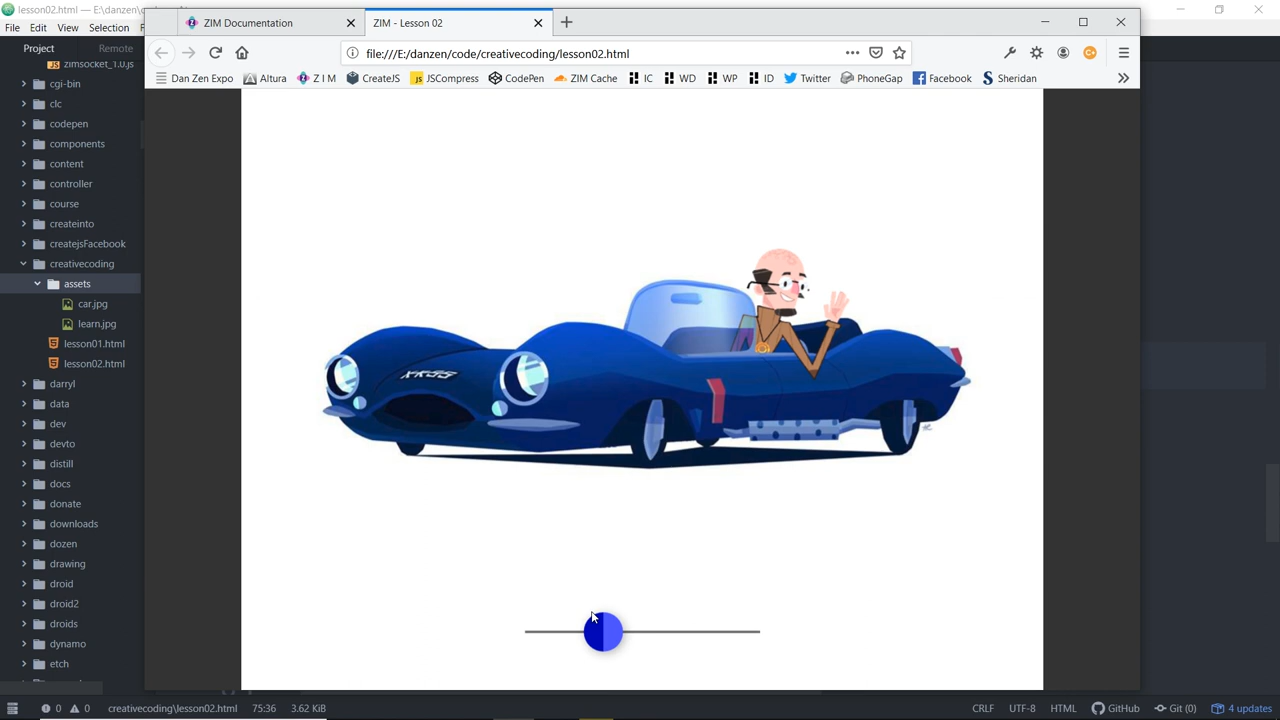 lesson02.html — E:\danzen\
File Edit View Selection
ZIM Documentation
ZIM - Lesson 02
file:///E:/danzen/code/creativecoding/lesson02.html
Dan Zen Expo Altura Z I M CreateJS JSCompress CodePen ZIM Cache IC WD WP ID Twitter PhoneGap Facebook Sheridan
Project Remote
zimsocket_1.0.js
cgi-bin
clc
codepen
components
content
controller
course
createinto
createjsFacebook
creativecoding
assets
car.jpg
learn.jpg
lesson01.html
lesson02.html
darryl
data
dev
devto
distill
docs
donate
downloads
dozen
drawing
droid
droid2
droids
dynamo
etch
XKSS
0 0 creativecoding\lesson02.html 75:36 3.62 KiB CRLF UTF-8 HTML GitHub Git (0) 4 updates